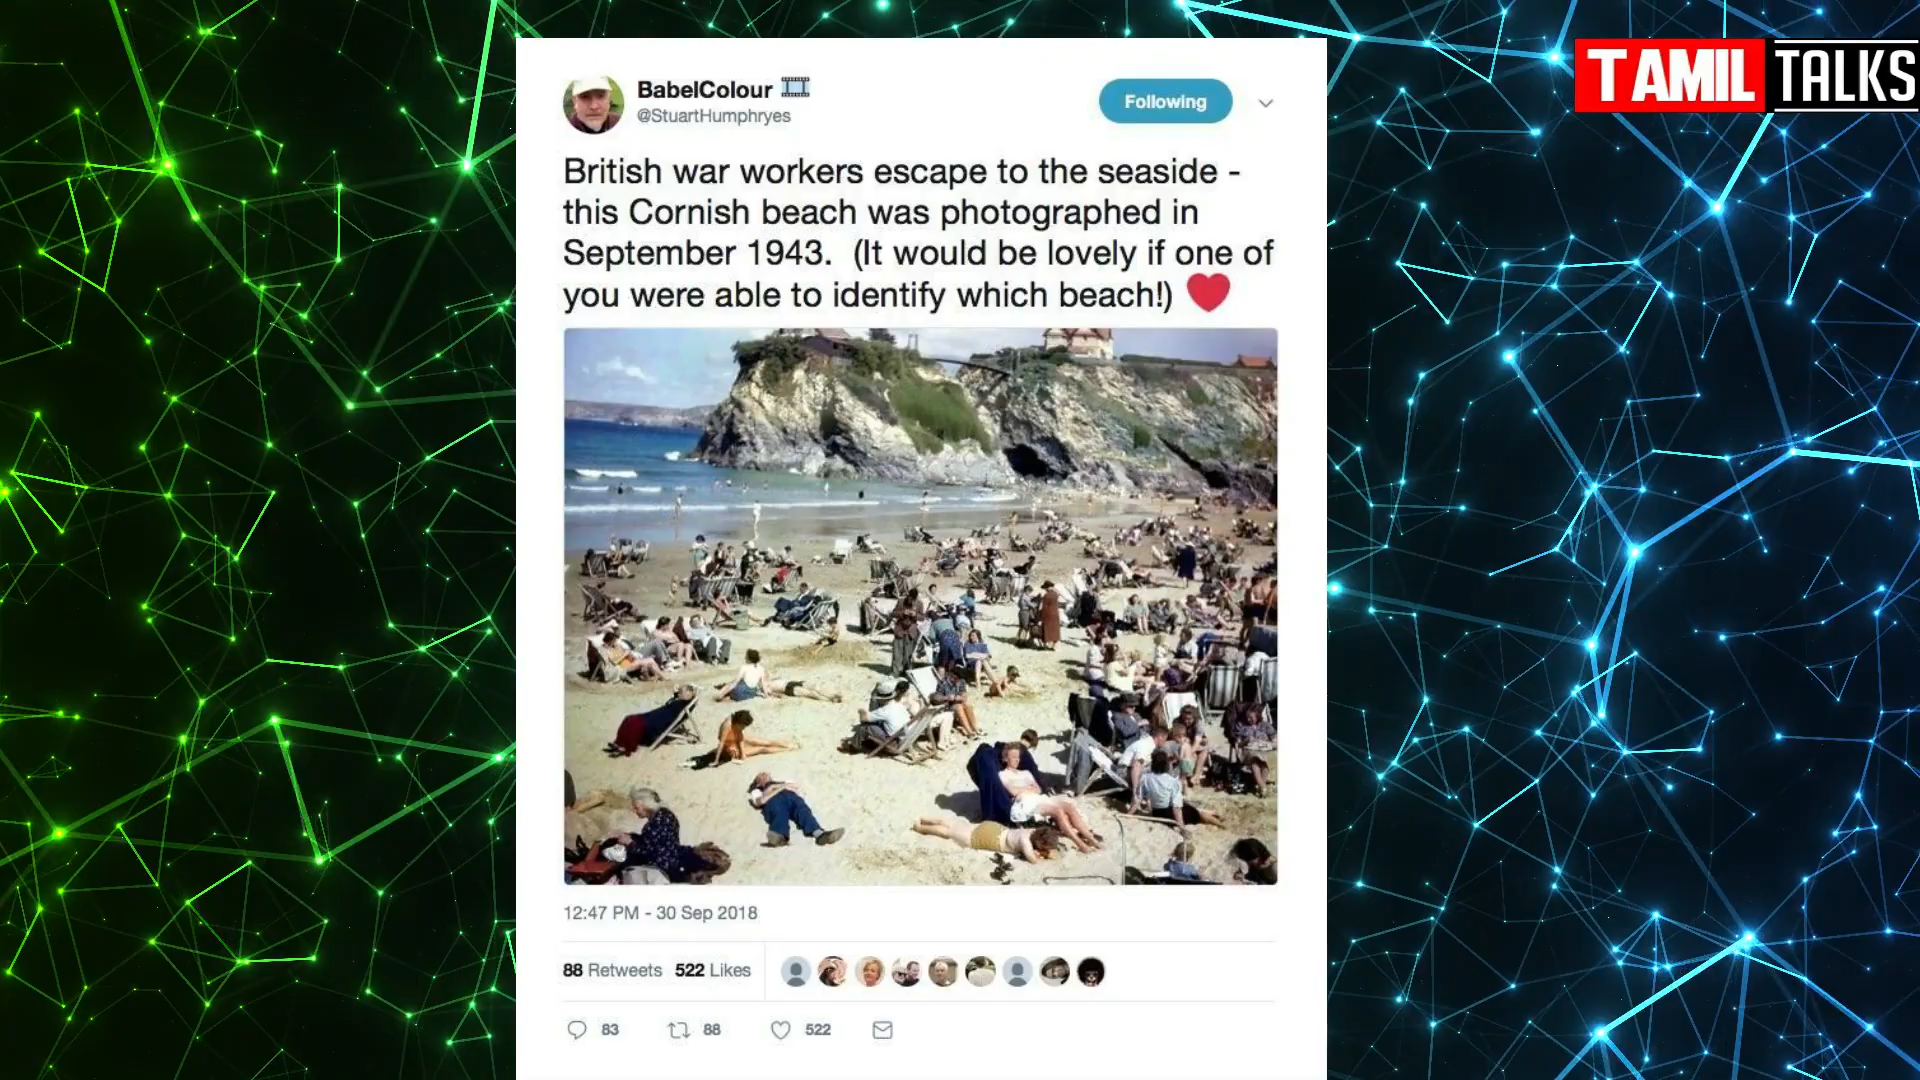 TAMIL TALKS
BabelColour
@StuartHumphryes
Following
British war workers escape to the seaside -
this Cornish beach was photographed in
September 1943. (It would be lovely if one of
you were able to identify which beach!) ❤️
12:47 PM - 30 Sep 2018
88 Retweets 522 Likes
83 88 522